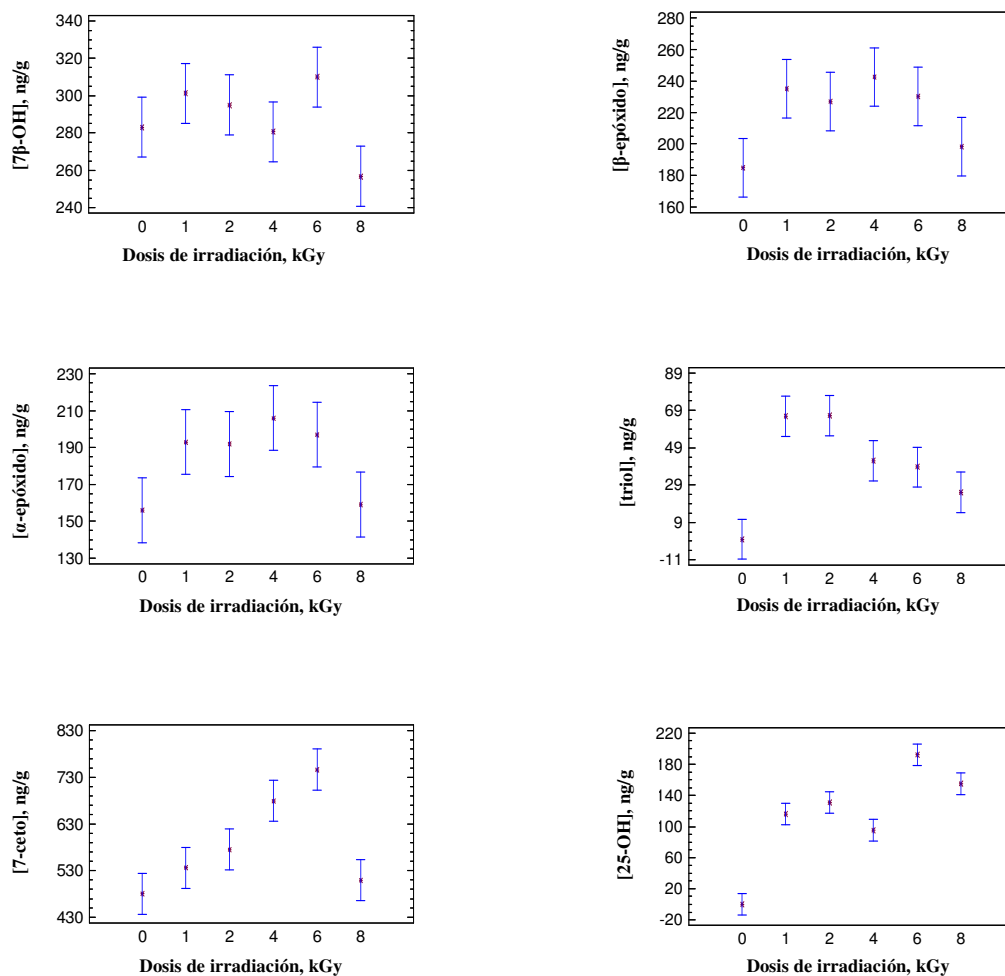 340
320
300
280
260
240
[7β-OH], ng/g
0 1 2 4 6 8
Dosis de irradiación, kGy
280
260
240
220
200
180
160
[β-epóxido], ng/g
0 1 2 4 6 8
Dosis de irradiación, kGy
230
210
190
170
150
130
[α-epóxido], ng/g
0 1 2 4 6 8
Dosis de irradiación, kGy
89
69
49
29
9
-11
[triol], ng/g
0 1 2 4 6 8
Dosis de irradiación, kGy
830
730
630
530
430
[7-ceto], ng/g
0 1 2 4 6 8
Dosis de irradiación, kGy
220
180
140
100
60
20
-20
[25-OH], ng/g
0 1 2 4 6 8
Dosis de irradiación, kGy